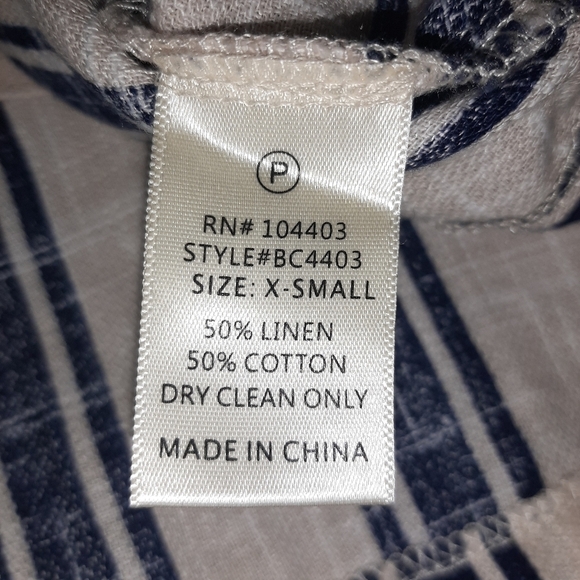 P
RN# 104403
STYLE#BC4403
SIZE: X-SMALL
50% LINEN
50% COTTON
DRY CLEAN ONLY
MADE IN CHINA